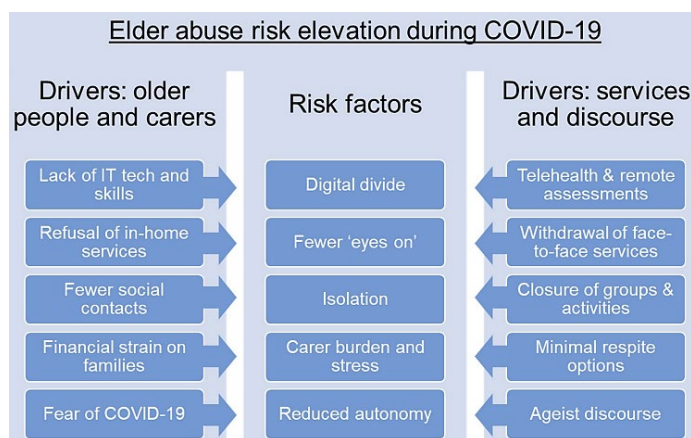 Elder abuse risk elevation during COVID-19
Drivers: older
people and carers
Risk factors
Drivers: services
and discourse
Lack of IT tech and
skills
Digital divide
Telehealth & remote
assessments
Refusal of in-home
services
Fewer ‘eyes on’
Withdrawal of face-
to-face services
Fewer social
contacts
Isolation
Closure of groups &
activities
Financial strain on
families
Carer burden and
stress
Minimal respite
options
Fear of COVID-19
Reduced autonomy
Ageist discourse